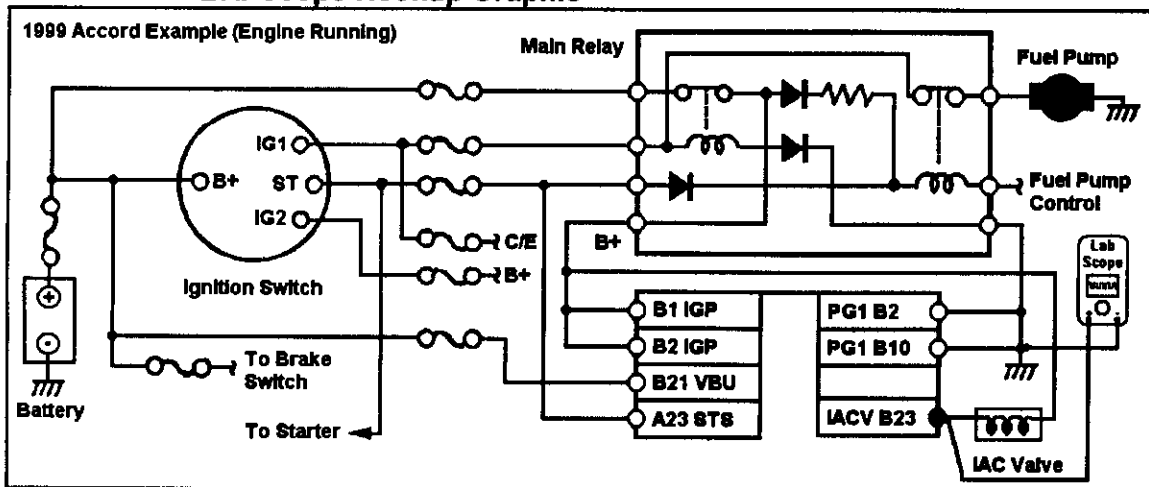 1999 Accord Example (Engine Running)
Main Relay
Fuel Pump
IG1
B+
ST
IG2
Fuel Pump
Control
C/E
B+
B+
Ignition Switch
Lab
Scope
B1 IGP
PG1 B2
B2 IGP
PG1 B10
To Brake
Switch
B21 VBU
Battery
A23 STS
IACV B23
To Starter
IAC Valve